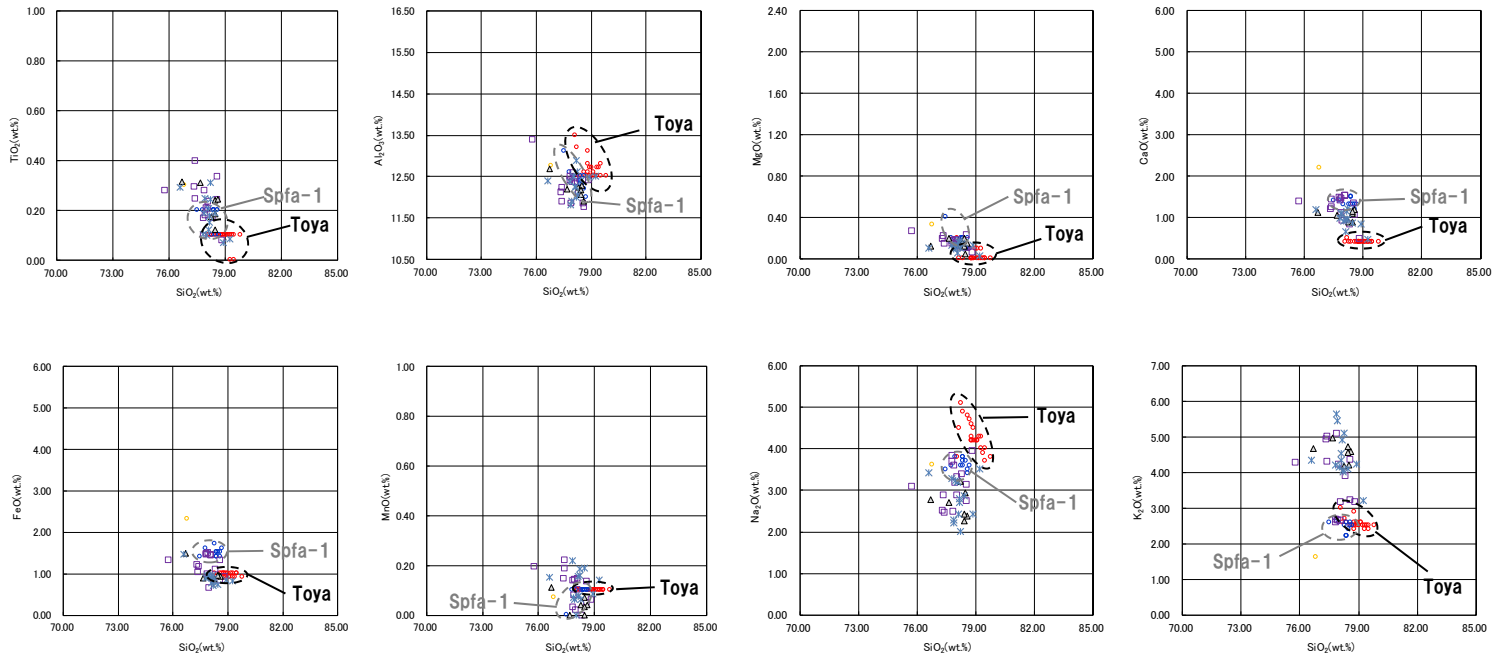 1.00
0.80
0.60
0.40
0.20
0.00
70.00 73.00 76.00 79.00 82.00 85.00
TiO₂(wt.%)
SiO₂(wt.%)
Spfa-1
Toya
16.50
15.50
14.50
13.50
12.50
11.50
10.50
70.00 73.00 76.00 79.00 82.00 85.00
Al₂O₃(wt.%)
SiO₂(wt.%)
Toya
Spfa-1
2.40
2.00
1.60
1.20
0.80
0.40
0.00
70.00 73.00 76.00 79.00 82.00 85.00
MgO(wt.%)
SiO₂(wt.%)
Spfa-1
Toya
6.00
5.00
4.00
3.00
2.00
1.00
0.00
70.00 73.00 76.00 79.00 82.00 85.00
CaO(wt.%)
SiO₂(wt.%)
Spfa-1
Toya
6.00
5.00
4.00
3.00
2.00
1.00
0.00
70.00 73.00 76.00 79.00 82.00 85.00
FeO(wt.%)
SiO₂(wt.%)
Spfa-1
Toya
1.00
0.80
0.60
0.40
0.20
0.00
70.00 73.00 76.00 79.00 82.00 85.00
MnO(wt.%)
SiO₂(wt.%)
Toya
Spfa-1
6.00
5.00
4.00
3.00
2.00
1.00
0.00
70.00 73.00 76.00 79.00 82.00 85.00
Na₂O(wt.%)
SiO₂(wt.%)
Toya
Spfa-1
7.00
6.00
5.00
4.00
3.00
2.00
1.00
0.00
70.00 73.00 76.00 79.00 82.00 85.00
K₂O(wt.%)
SiO₂(wt.%)
Spfa-1
Toya